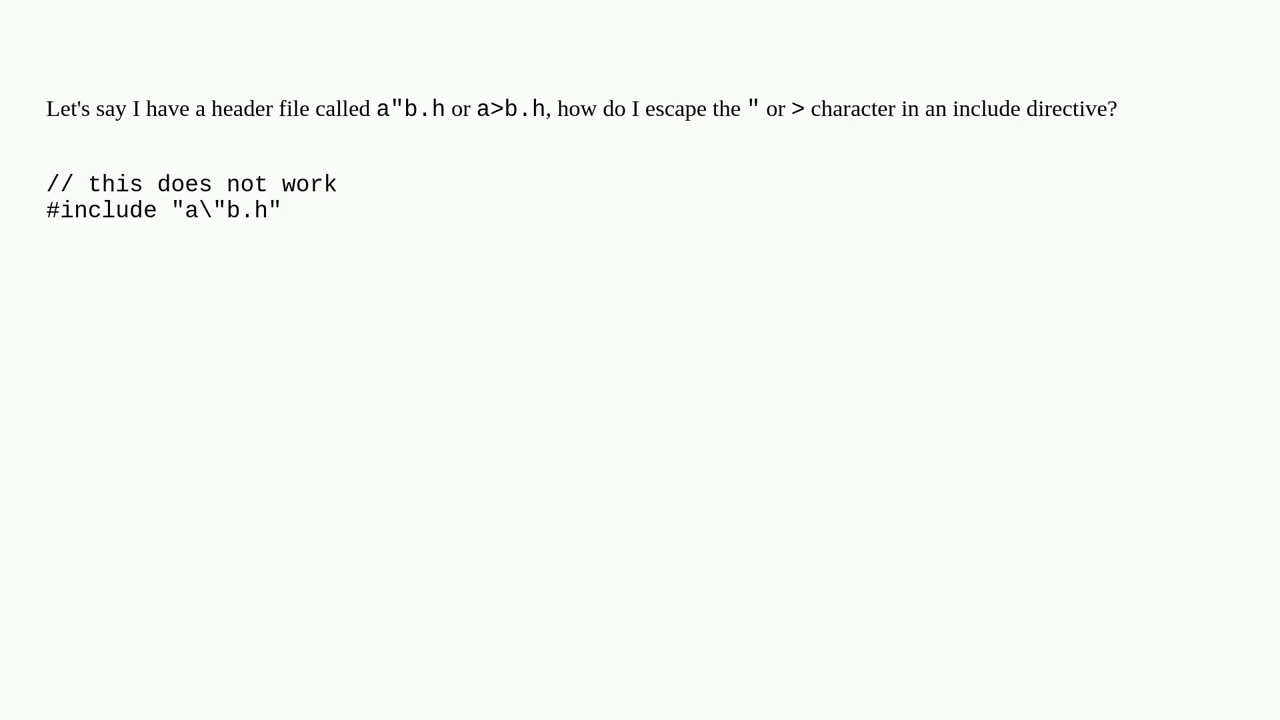 Let's say I have a header file called a"b.h or a>b.h, how do I escape the " or > character in an include directive?
// this does not work
#include "a\"b.h"